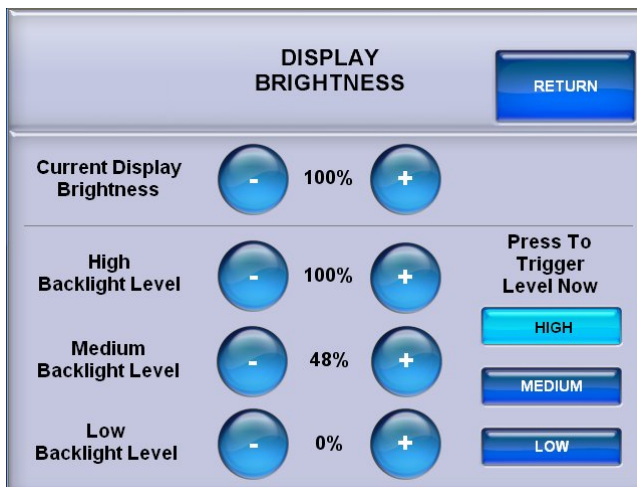 DISPLAY
BRIGHTNESS
RETURN
Current Display
Brightness
-
100%
+
High
Backlight Level
-
100%
+
Medium
Backlight Level
-
48%
+
Low
Backlight Level
-
0%
+
Press To
Trigger
Level Now
HIGH
MEDIUM
LOW